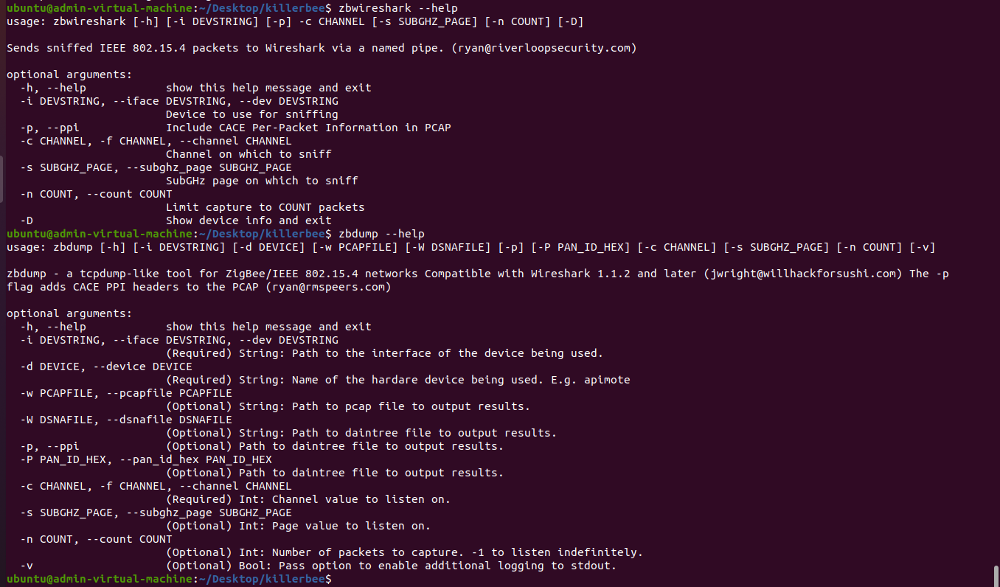 ubuntu@admin-virtual-machine:~/Desktop/killerbee$ zbwireshark --help
usage: zbwireshark [-h] [-i DEVSTRING] [-p] -c CHANNEL [-s SUBGHZ_PAGE] [-n COUNT] [-D]

Sends sniffed IEEE 802.15.4 packets to Wireshark via a named pipe. (ryan@riverloopsecurity.com)

optional arguments:
  -h, --help            show this help message and exit
  -i DEVSTRING, --iface DEVSTRING, --dev DEVSTRING
                        Device to use for sniffing
  -p, --ppi             Include CACE Per-Packet Information in PCAP
  -c CHANNEL, -f CHANNEL, --channel CHANNEL
                        Channel on which to sniff
  -s SUBGHZ_PAGE, --subghz_page SUBGHZ_PAGE
                        SubGHz page on which to sniff
  -n COUNT, --count COUNT
                        Limit capture to COUNT packets
  -D                    Show device info and exit
ubuntu@admin-virtual-machine:~/Desktop/killerbee$ zbdump --help
usage: zbdump [-h] [-i DEVSTRING] [-d DEVICE] [-w PCAPFILE] [-W DSNAFILE] [-p] [-P PAN_ID_HEX] [-c CHANNEL] [-s SUBGHZ_PAGE] [-n COUNT] [-v]

zbdump - a tcpdump-like tool for ZigBee/IEEE 802.15.4 networks Compatible with Wireshark 1.1.2 and later (jwright@willhackforsushi.com) The -p
flag adds CACE PPI headers to the PCAP (ryan@rmspeers.com)

optional arguments:
  -h, --help            show this help message and exit
  -i DEVSTRING, --iface DEVSTRING, --dev DEVSTRING
                        (Required) String: Path to the interface of the device being used.
  -d DEVICE, --device DEVICE
                        (Required) String: Name of the hardare device being used. E.g. apimote
  -w PCAPFILE, --pcapfile PCAPFILE
                        (Optional) String: Path to pcap file to output results.
  -W DSNAFILE, --dsnafile DSNAFILE
                        (Optional) String: Path to daintree file to output results.
  -p, --ppi             (Optional) Path to daintree file to output results.
  -P PAN_ID_HEX, --pan_id_hex PAN_ID_HEX
                        (Optional) Path to daintree file to output results.
  -c CHANNEL, -f CHANNEL, --channel CHANNEL
                        (Required) Int: Channel value to listen on.
  -s SUBGHZ_PAGE, --subghz_page SUBGHZ_PAGE
                        (Optional) Int: Page value to listen on.
  -n COUNT, --count COUNT
                        (Optional) Int: Number of packets to capture. -1 to listen indefinitely.
  -v                    (Optional) Bool: Pass option to enable additional logging to stdout.
ubuntu@admin-virtual-machine:~/Desktop/killerbee$